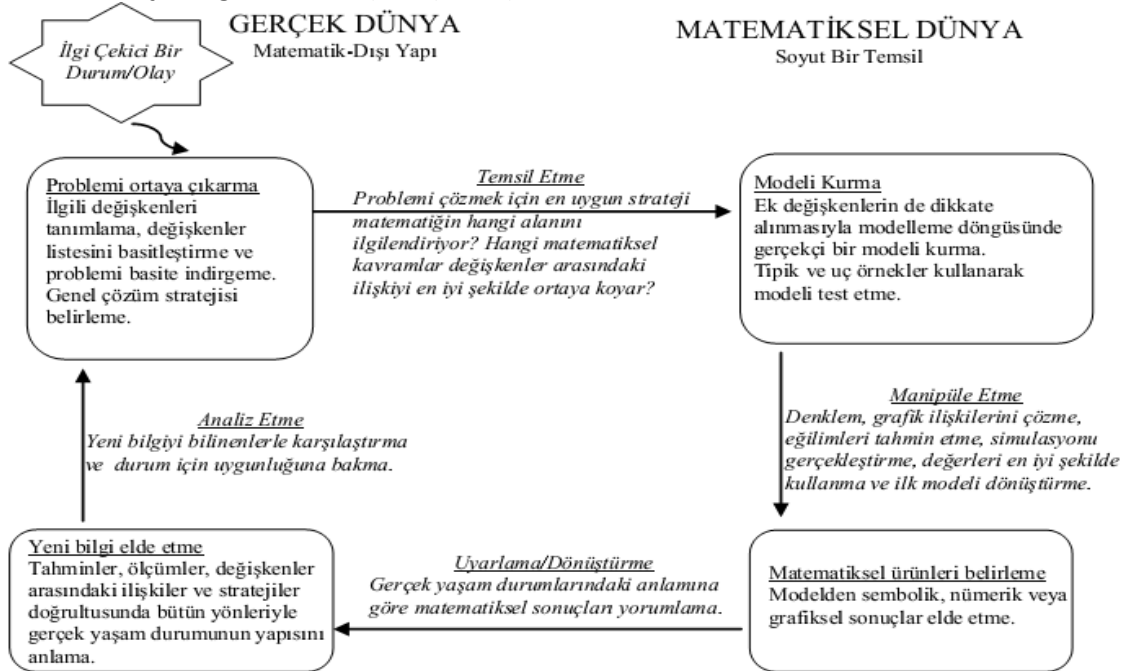 GERÇEK DÜNYA
Matematik-Dışı Yapı
MATEMATİKSEL DÜNYA
Soyut Bir Temsil
İlgi Çekici Bir
Durum/Olay
Problemi ortaya çıkarma
İlgili değişkenleri
tanımlama, değişkenler
listesini basitleştirme ve
problemi basite indirgeme.
Genel çözüm stratejisi
belirleme.
Temsil Etme
Problemi çözmek için en uygun strateji
matematiğin hangi alanını
ilgilendiriyor? Hangi matematiksel
kavramlar değişkenler arasındaki
ilişkiyi en iyi şekilde ortaya koyar?
Modeli Kurma
Ek değişkenlerin de dikkate
alınmasıyla modelleme döngüsünde
gerçekçi bir modeli kurma.
Tipik ve uç örnekler kullanarak
modeli test etme.
Manipüle Etme
Denklem, grafik ilişkilerini çözme,
eğilimleri tahmin etme, simulasyonu
gerçekleştirme, değerleri en iyi şekilde
kullanma ve ilk modeli dönüştürme.
Analiz Etme
Yeni bilgiyi bilinenlerle karşılaştırma
ve durum için uygunluğuna bakma.
Yeni bilgi elde etme
Tahminler, ölçümler, değişkenler
arasındaki ilişkiler ve stratejiler
doğrultusunda bütün yönleriyle
gerçek yaşam durumunun yapısını
anlama.
Uyarlama/Dönüştürme
Gerçek yaşam durumlarındaki anlamına
göre matematiksel sonuçları yorumlama.
Matematiksel ürünleri belirleme
Modelden sembolik, nümerik veya
grafiksel sonuçlar elde etme.